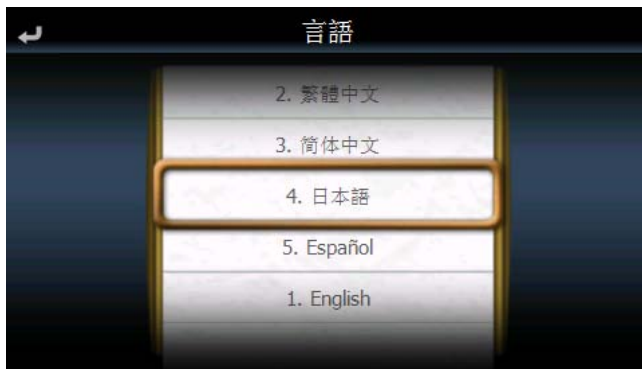 言語
2. 繁體中文
3. 简体中文
4. 日本語
5. Español
1. English